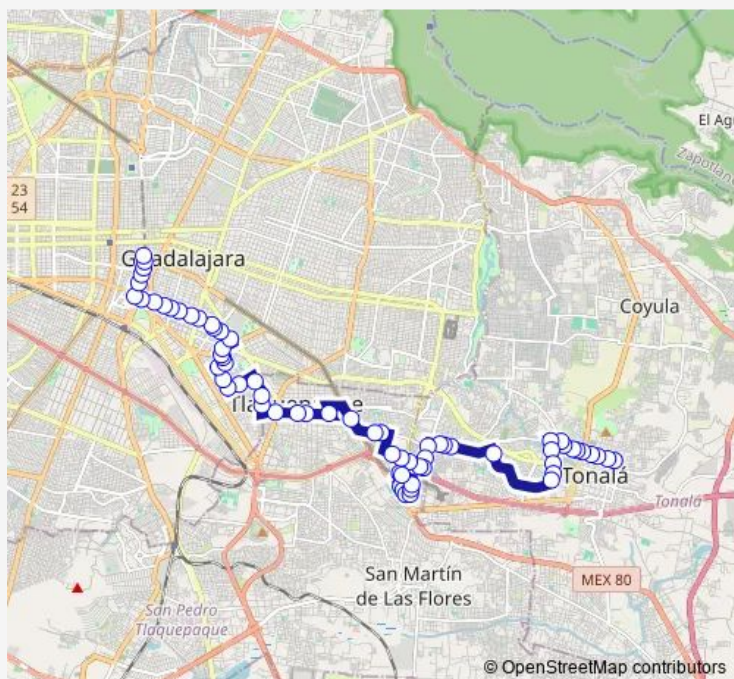 El Ag
Zapotlan
23
54
Guadalajara
Coyula
Tlaquepaque
Tonalá
Tonalá
San Martín
de Las Flores
MEX 80
San Pedro
Tlaquepaque
© OpenStreetMap contributors